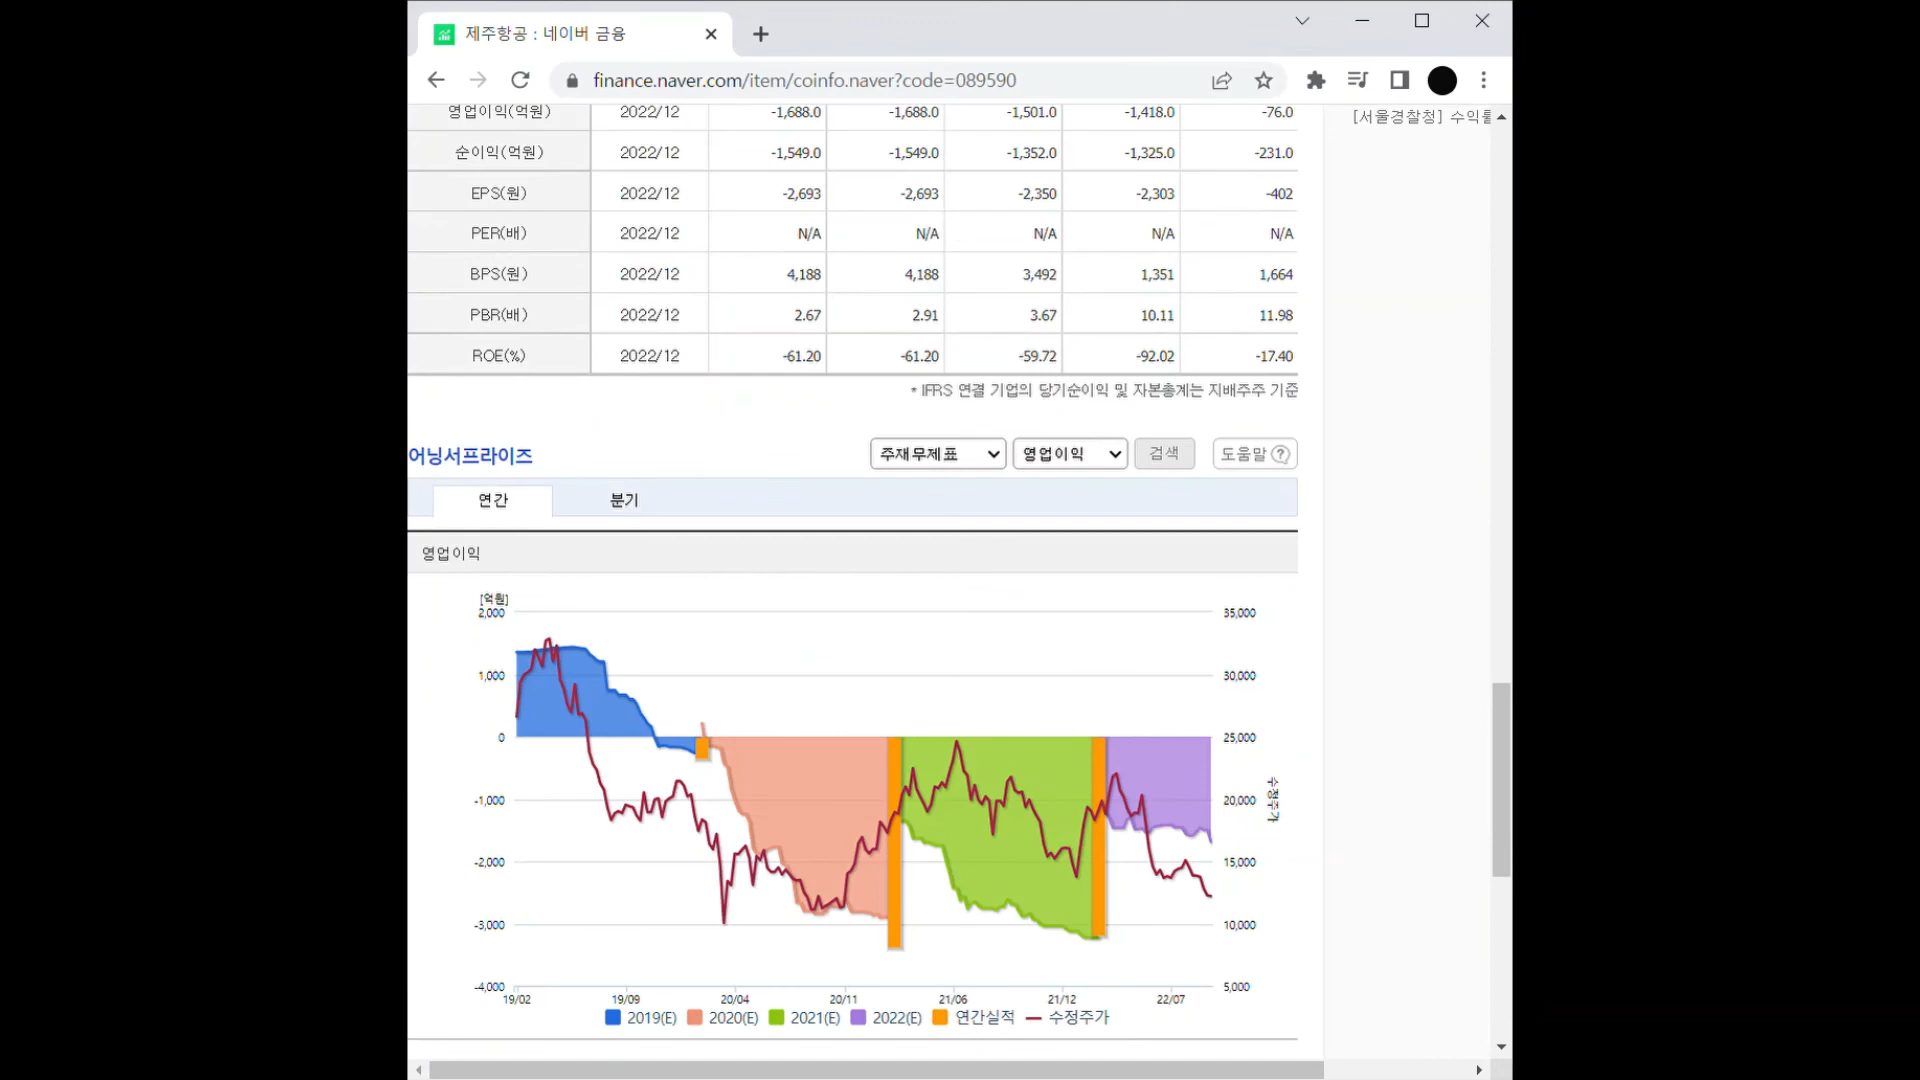 제주항공 : 네이버 금융
finance.naver.com/item/coinfo.naver?code=089590
영업이익(억원) 2022/12 -1,688.0 -1,688.0 -1,501.0 -1,418.0 -76.0
[서울경찰청] 수익률
순이익(억원) 2022/12 -1,549.0 -1,549.0 -1,352.0 -1,325.0 -231.0
EPS(원) 2022/12 -2,693 -2,693 -2,350 -2,303 -402
PER(배) 2022/12 N/A N/A N/A N/A N/A
BPS(원) 2022/12 4,188 4,188 3,492 1,351 1,664
PBR(배) 2022/12 2.67 2.91 3.67 10.11 11.98
ROE(%) 2022/12 -61.20 -61.20 -59.72 -92.02 -17.40
* IFRS 연결 기업의 당기순이익 및 자본총계는 지배주주 기준
어닝서프라이즈 주재무제표 영업이익 검색 도움말 ?
연간 분기
영업이익
[억원]
2,000 35,000
1,000 30,000
0 25,000
-1,000 20,000
수정주가
-2,000 15,000
-3,000 10,000
-4,000 5,000
19/02 19/09 20/04 20/11 21/06 21/12 22/07
2019(E) 2020(E) 2021(E) 2022(E) 연간실적 수정주가